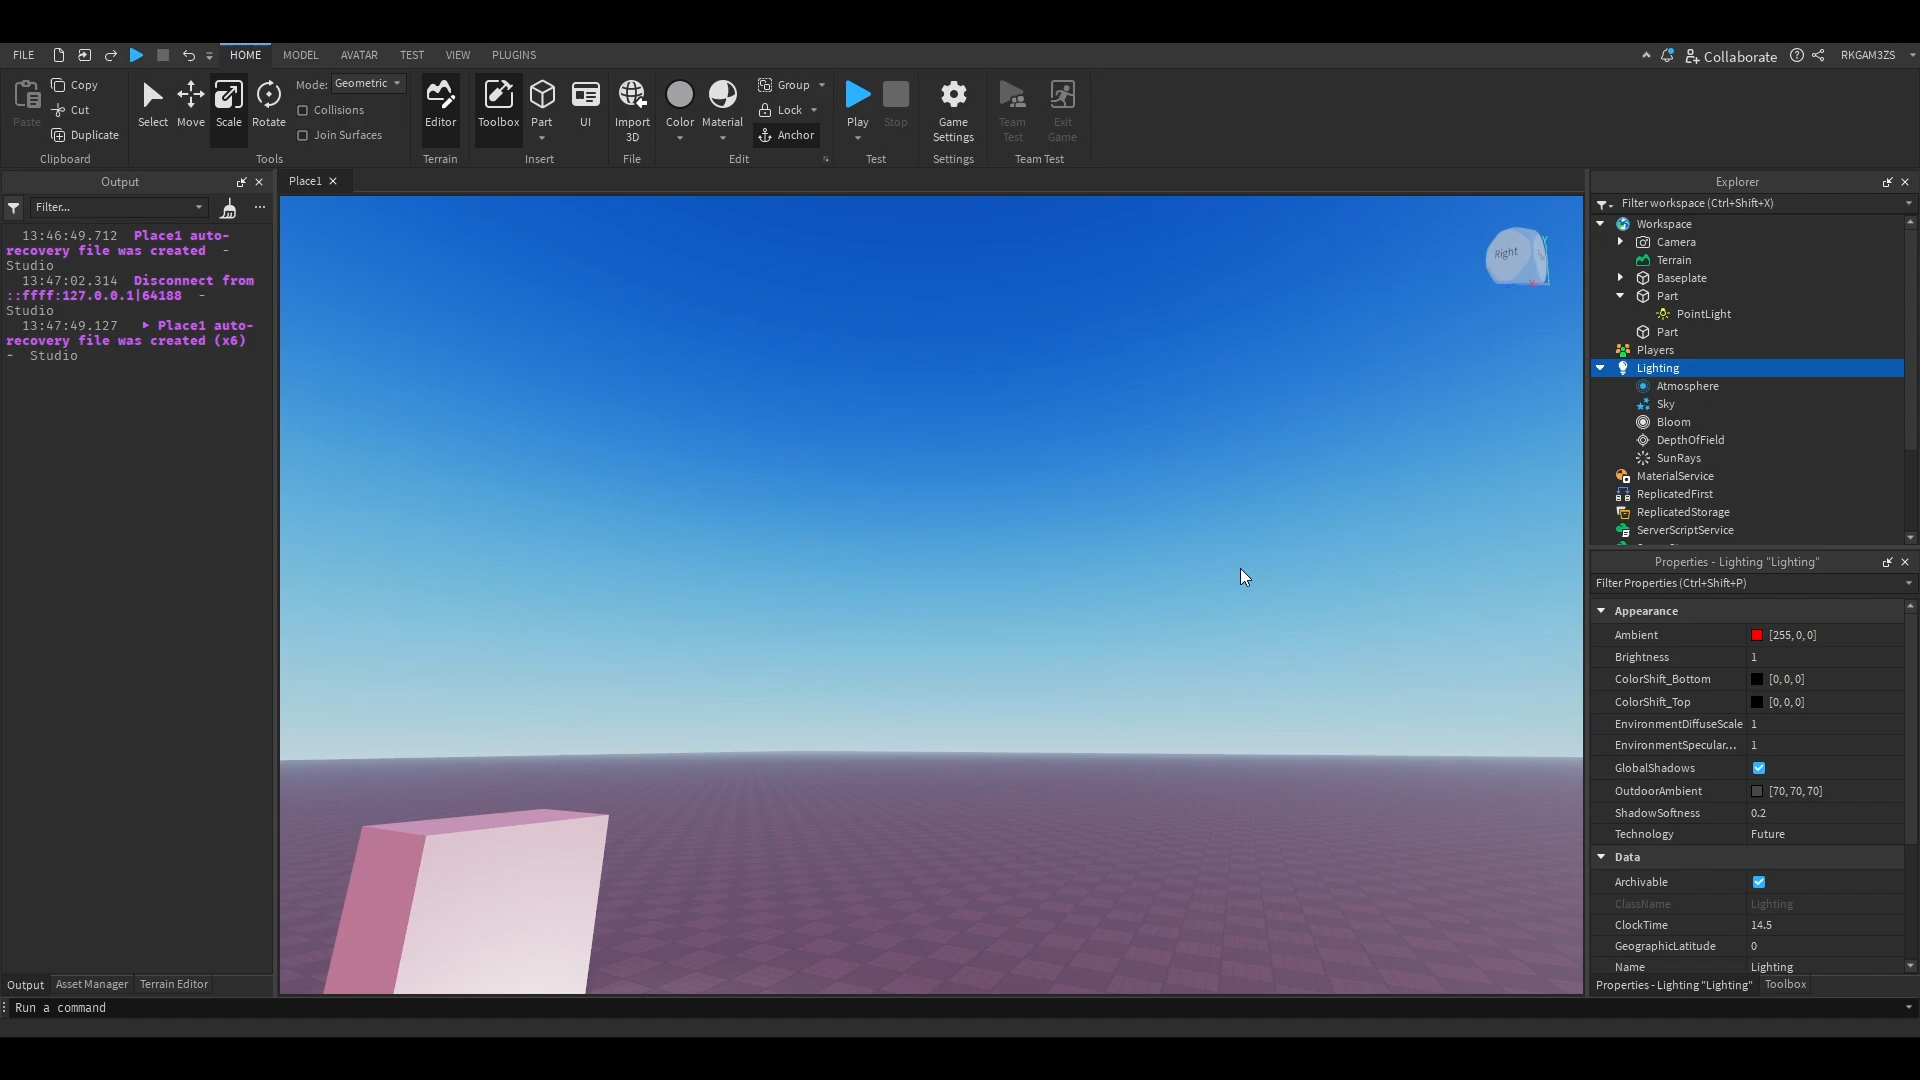 FILE
HOME
MODEL
AVATAR
TEST
VIEW
PLUGINS
Collaborate
RKGAM3ZS
Paste
Copy
Cut
Duplicate
Clipboard
Select
Move
Scale
Rotate
Mode: Geometric
Collisions
Join Surfaces
Tools
Editor
Terrain
Toolbox
Part
UI
Insert
Import
3D
File
Color
Material
Group
Lock
Anchor
Edit
Play
Stop
Test
Game
Settings
Settings
Team
Test
Exit
Game
Team Test
Output
Filter...
13:46:49.712 Place1 auto-
recovery file was created -
Studio
13:47:02.314 Disconnect from
::ffff:127.0.0.1|64188 -
Studio
13:47:49.127 Place1 auto-
recovery file was created (x6)
- Studio
Output
Asset Manager
Terrain Editor
Run a command
Place1
Right
Explorer
Filter workspace (Ctrl+Shift+X)
Workspace
Camera
Terrain
Baseplate
Part
PointLight
Part
Players
Lighting
Atmosphere
Sky
Bloom
DepthOfField
SunRays
MaterialService
ReplicatedFirst
ReplicatedStorage
ServerScriptService
Properties - Lighting "Lighting"
Filter Properties (Ctrl+Shift+P)
Appearance
Ambient [255, 0, 0]
Brightness 1
ColorShift_Bottom [0, 0, 0]
ColorShift_Top [0, 0, 0]
EnvironmentDiffuseScale 1
EnvironmentSpecular... 1
GlobalShadows
OutdoorAmbient [70, 70, 70]
ShadowSoftness 0.2
Technology Future
Data
Archivable
ClassName Lighting
ClockTime 14.5
GeographicLatitude 0
Name Lighting
Properties - Lighting "Lighting"
Toolbox